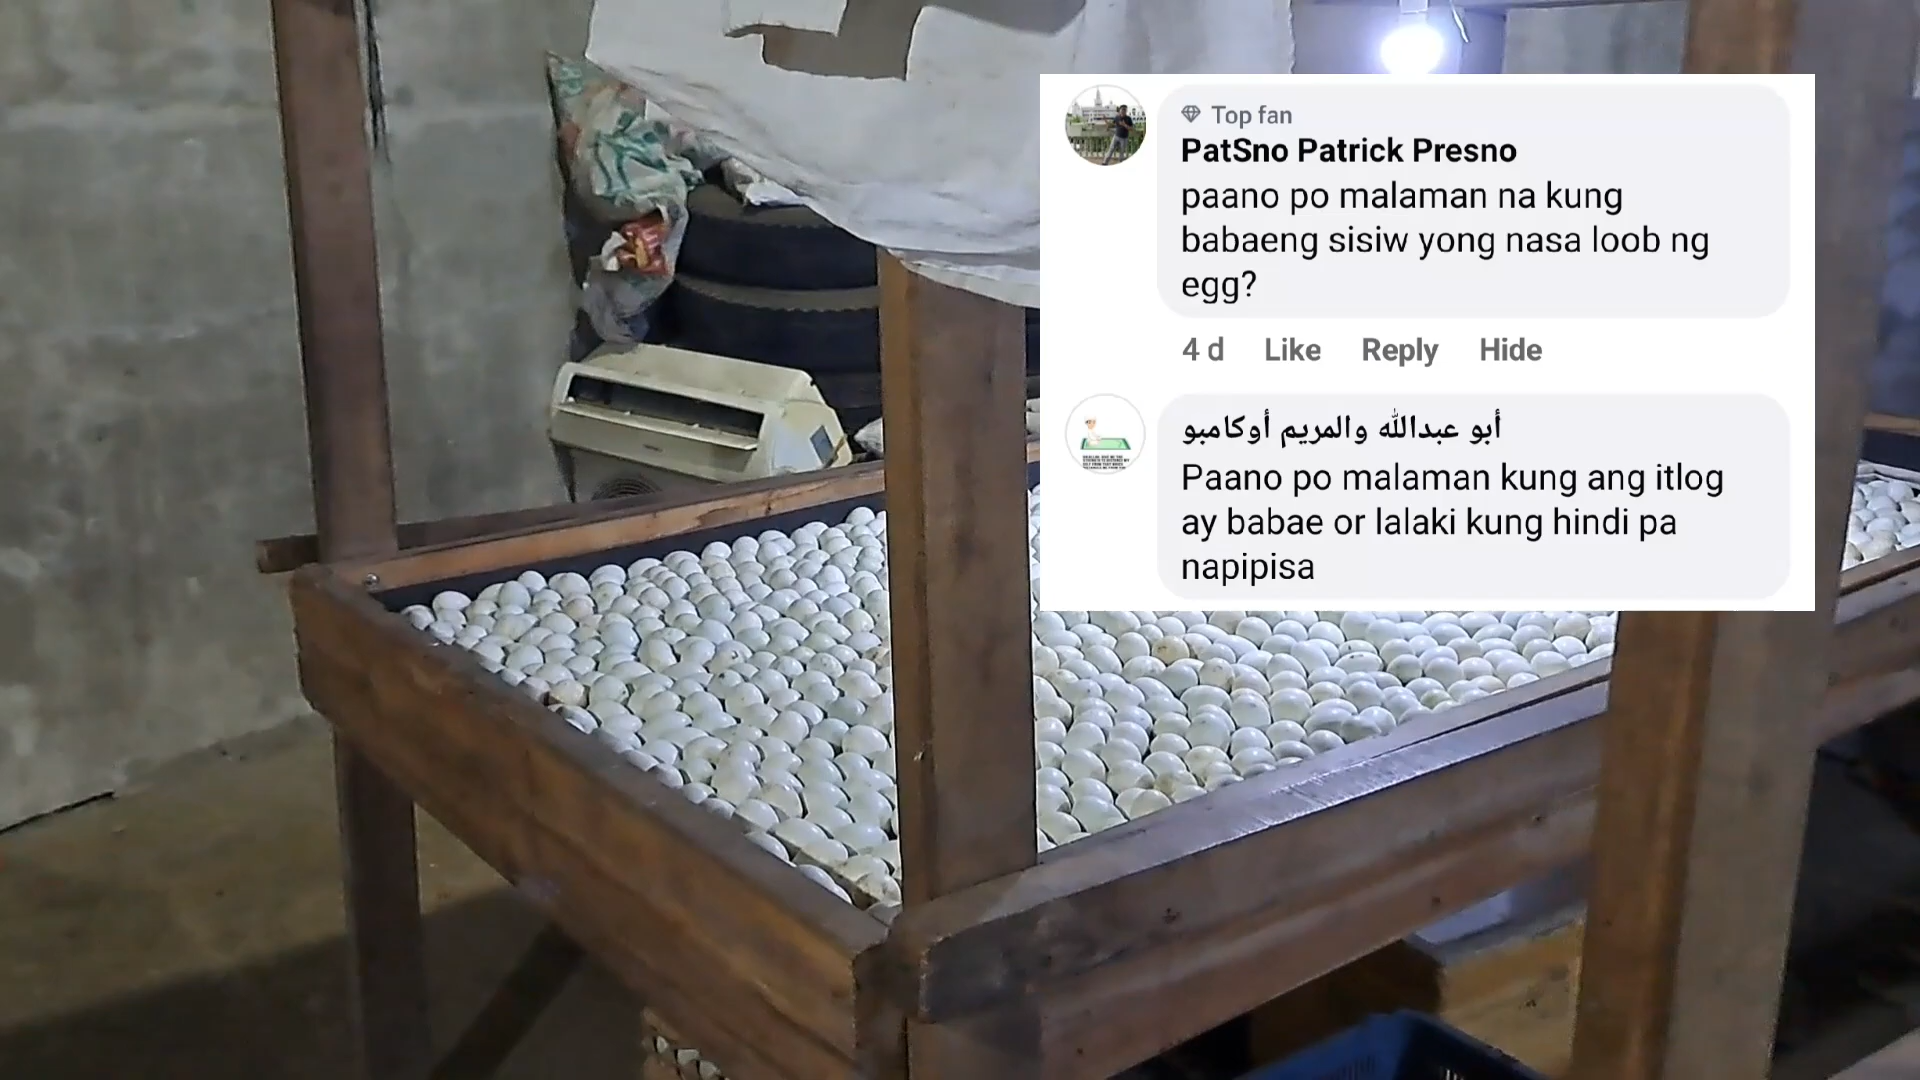 Top fan
PatSno Patrick Presno
paano po malaman na kung
babaeng sisiw yong nasa loob ng
egg?
4 d Like Reply Hide
أبو عبدالله والمريم أوكامبو
Paano po malaman kung ang itlog
ay babae or lalaki kung hindi pa
napipisa